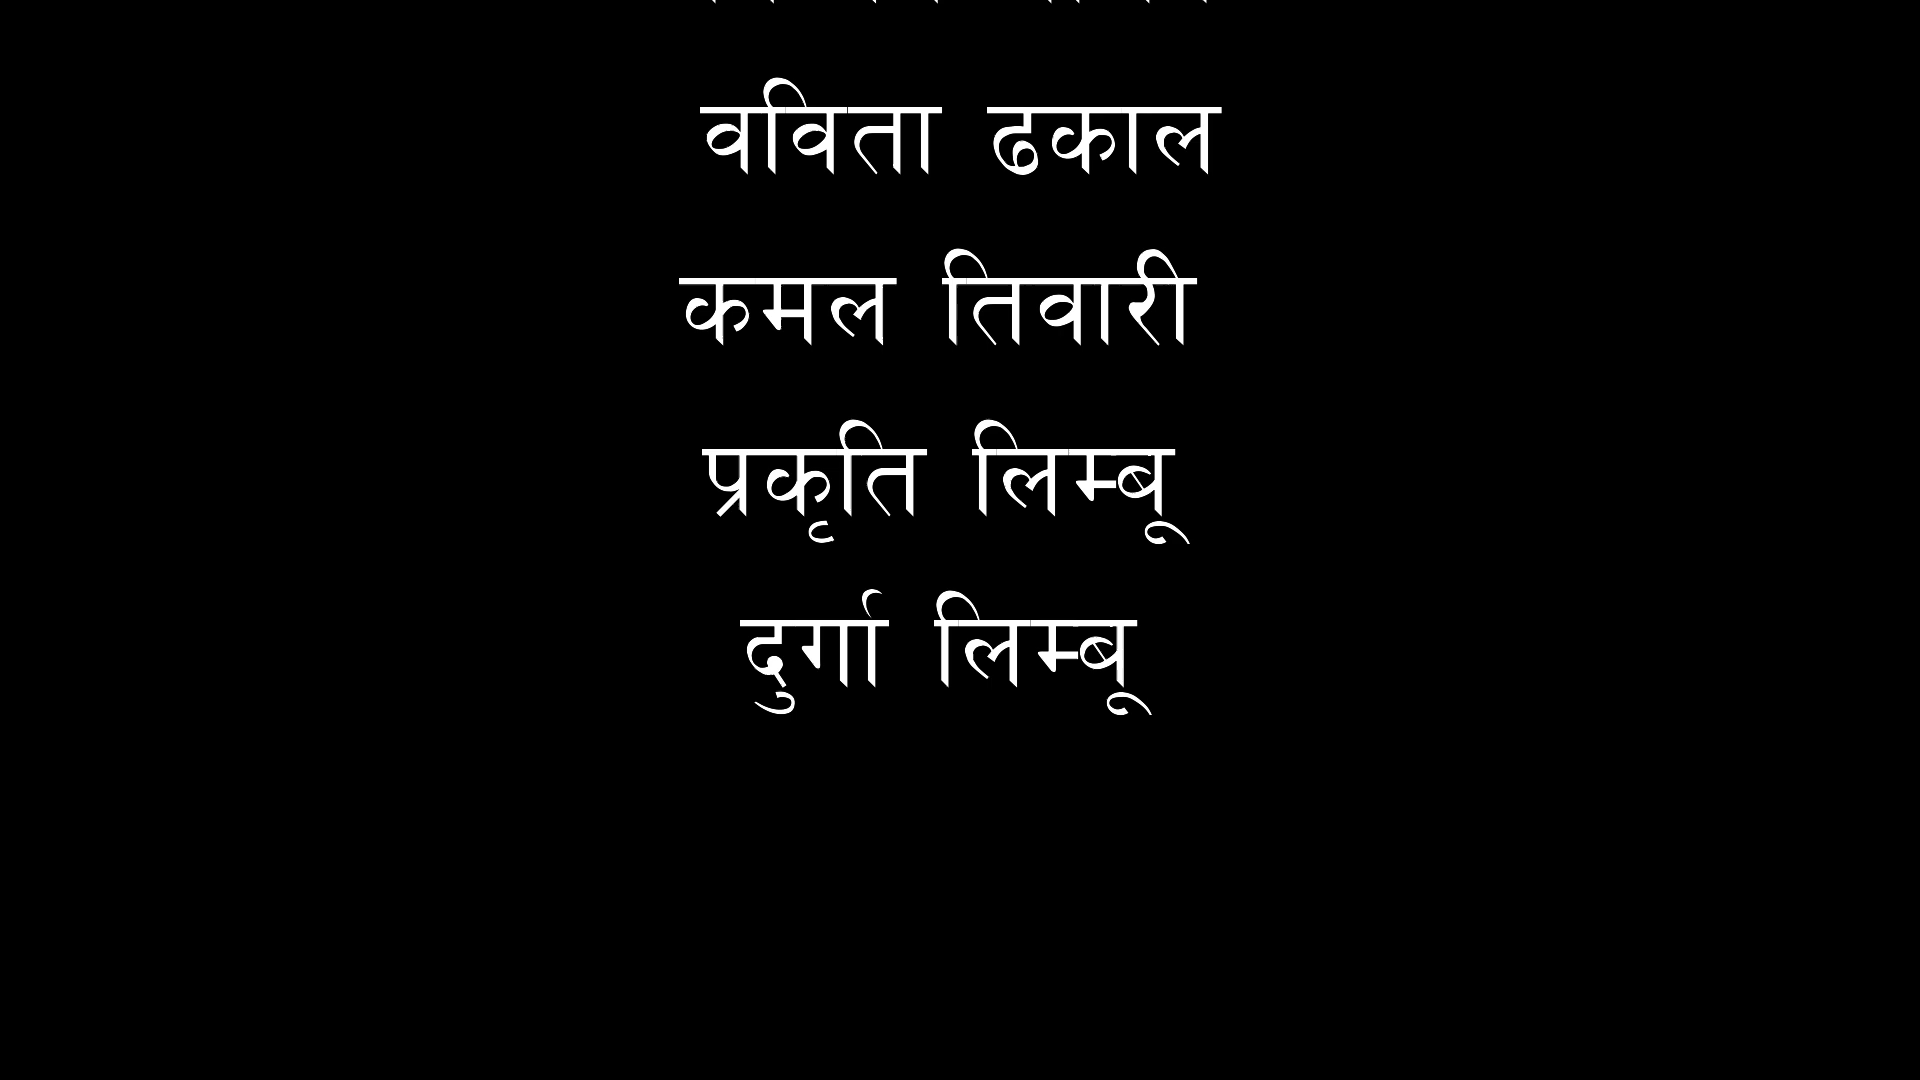 वविता ढकाल
कमल तिवारी
प्रकृति लिम्बू
दुर्गा लिम्बू